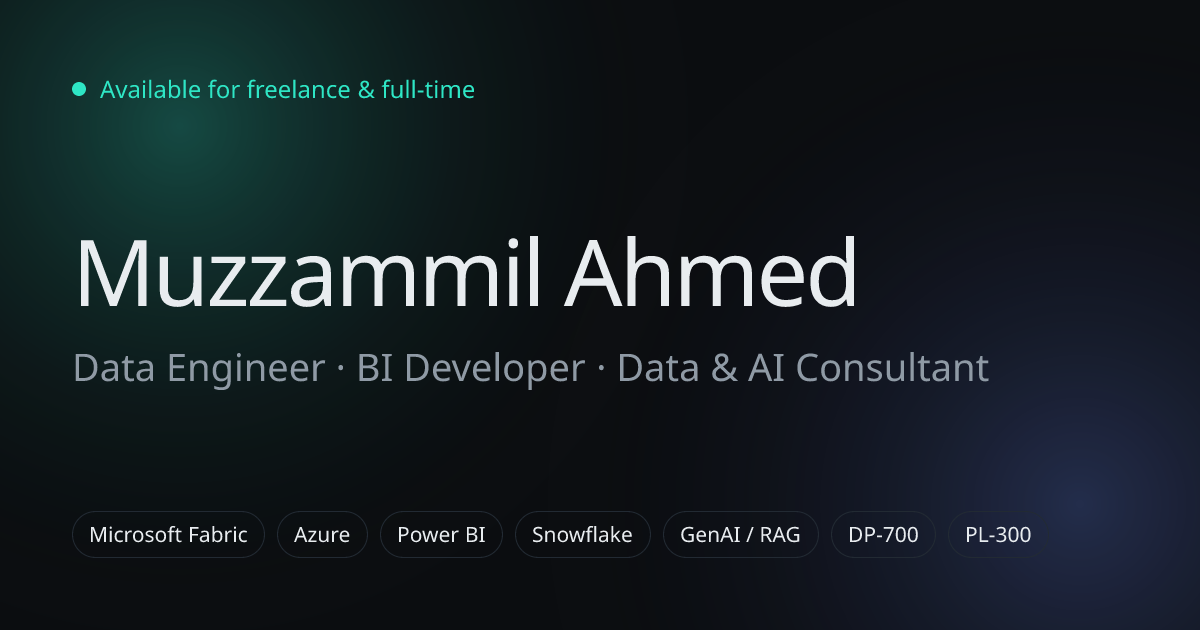 Available for freelance & full-time
Muzzammil Ahmed
Data Engineer · BI Developer · Data & AI Consultant
Microsoft Fabric Azure Power BI Snowflake GenAI / RAG DP-700 PL-300